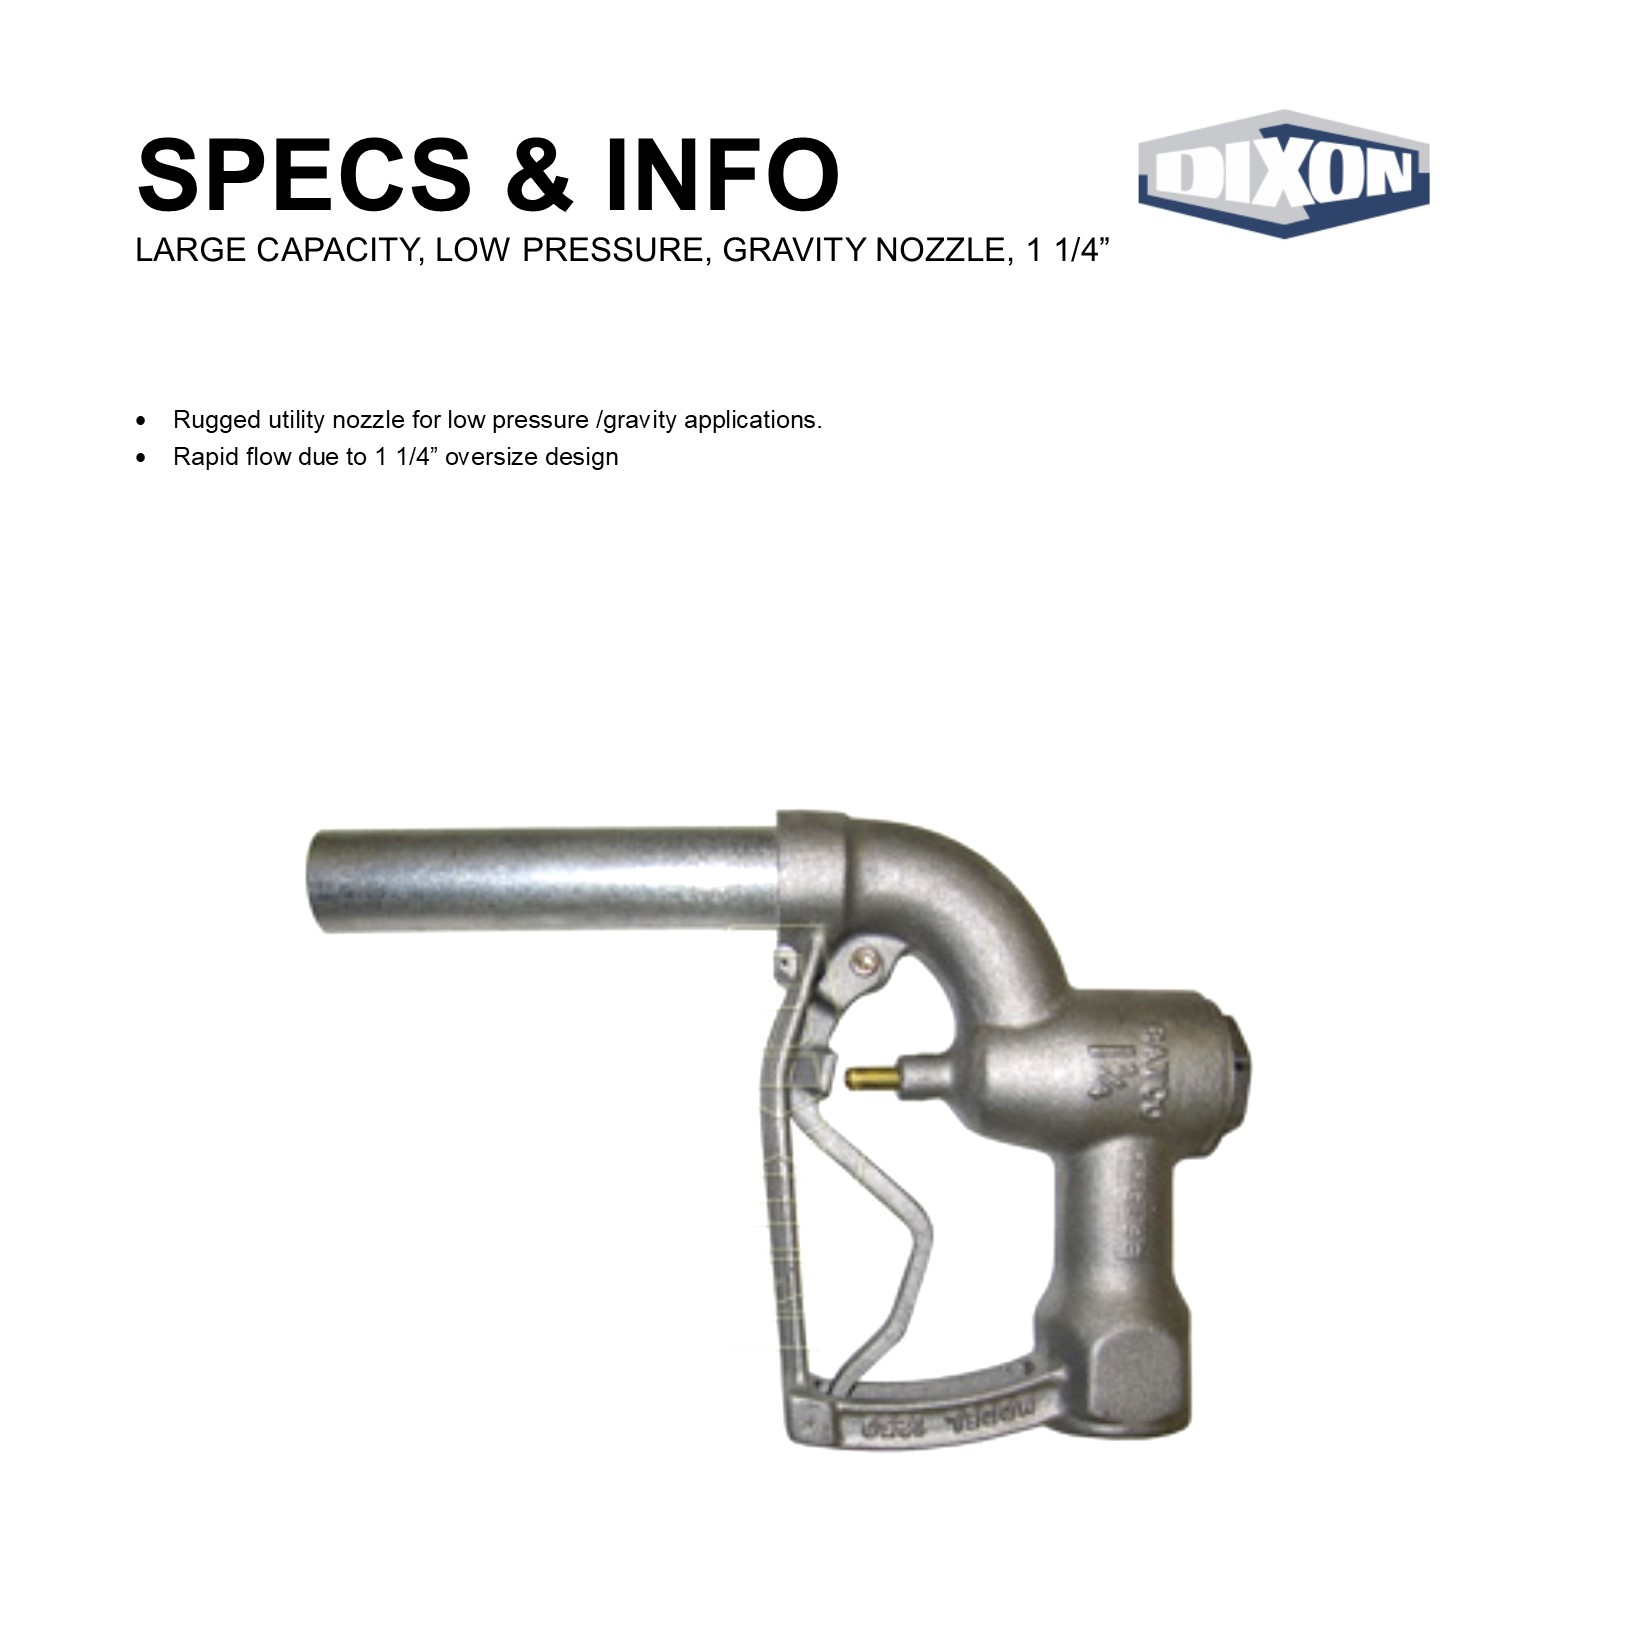 SPECS & INFO
DIXON
LARGE CAPACITY, LOW PRESSURE, GRAVITY NOZZLE, 1 1/4”
• Rugged utility nozzle for low pressure /gravity applications.
• Rapid flow due to 1 1/4” oversize design
MODEL